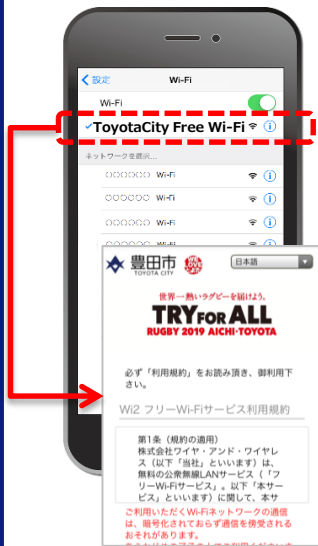 設定
Wi-Fi
Wi-Fi
ToyotaCity Free Wi-Fi
ネットワークを選択...
○○○○○○ Wi-Fi
○○○○○○ Wi-Fi
○○○○○○ Wi-Fi
○○○○○○ Wi-Fi
豊田市
TOYOTA CITY
日本語
世界一熱いラグビーを届けよう。
TRY FOR ALL
RUGBY 2019 AICHI·TOYOTA
必ず「利用規約」をお読み頂き、御利用下
さい。
Wi2 フリーWi-Fiサービス利用規約
第1条（規約の適用）
株式会社ワイヤ・アンド・ワイヤレ
ス（以下「当社」といいます）は、
無料の公衆無線LANサービス（「フ
リーWi-Fiサービス」。以下「本サー
ビス」といいます）に関して、本サ
ご利用いただくWi-Fiネットワークの通信
は、暗号化されておらず通信を傍受される
おそれがあります。